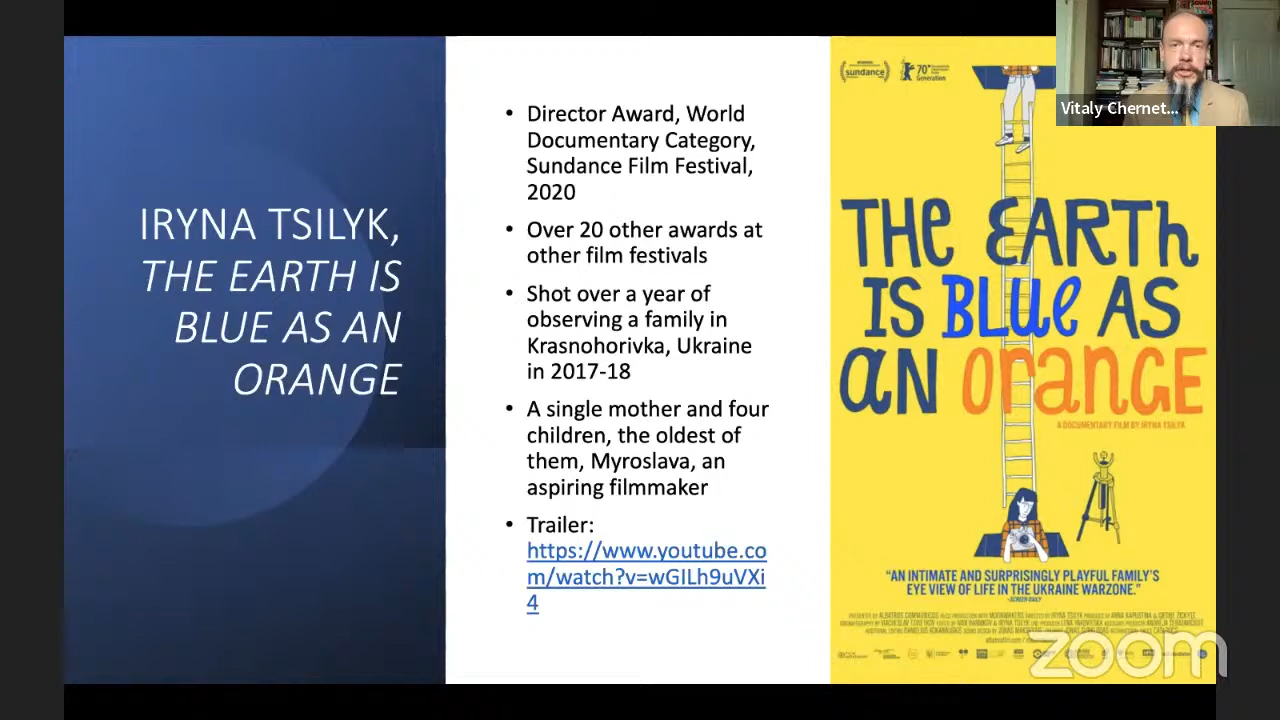 IRYNA TSILYK,
THE EARTH IS
BLUE AS AN
ORANGE
• Director Award, World
Documentary Category,
Sundance Film Festival,
2020
• Over 20 other awards at
other film festivals
• Shot over a year of
observing a family in
Krasnohorivka, Ukraine
in 2017-18
• A single mother and four
children, the oldest of
them, Myroslava, an
aspiring filmmaker
• Trailer:
https://www.youtube.co
m/watch?v=wGILh9uVXi
4
sundance
70
Generation
THE EARTh
IS BLUe AS
aN OranGE
A DOCUMENTARY FILM BY IRYNA TSILYK
"AN INTIMATE AND SURPRISINGLY PLAYFUL FAMILY'S
EYE VIEW OF LIFE IN THE UKRAINE WARZONE."
-SCREEN DAILY
Vitaly Chernet...
zoom